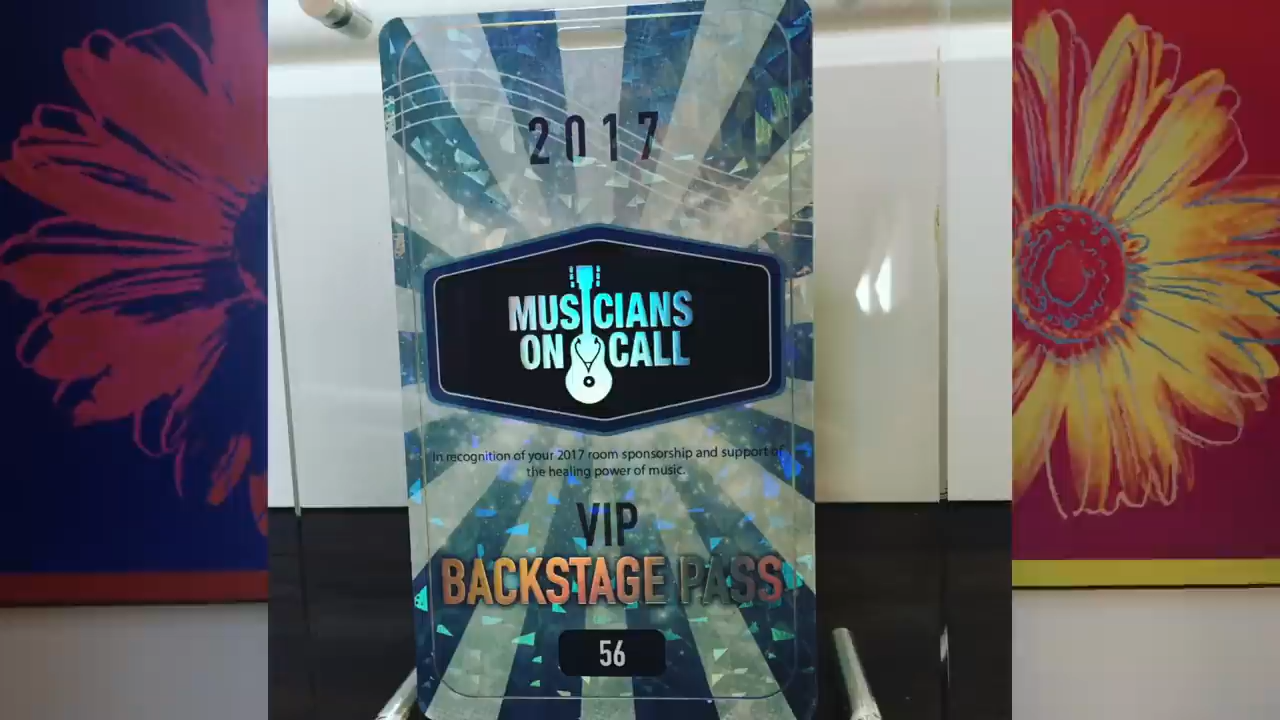 2017
MUSICIANS
ON CALL
In recognition of your 2017 room sponsorship and support of
the healing power of music.
VIP
BACKSTAGE PASS
56